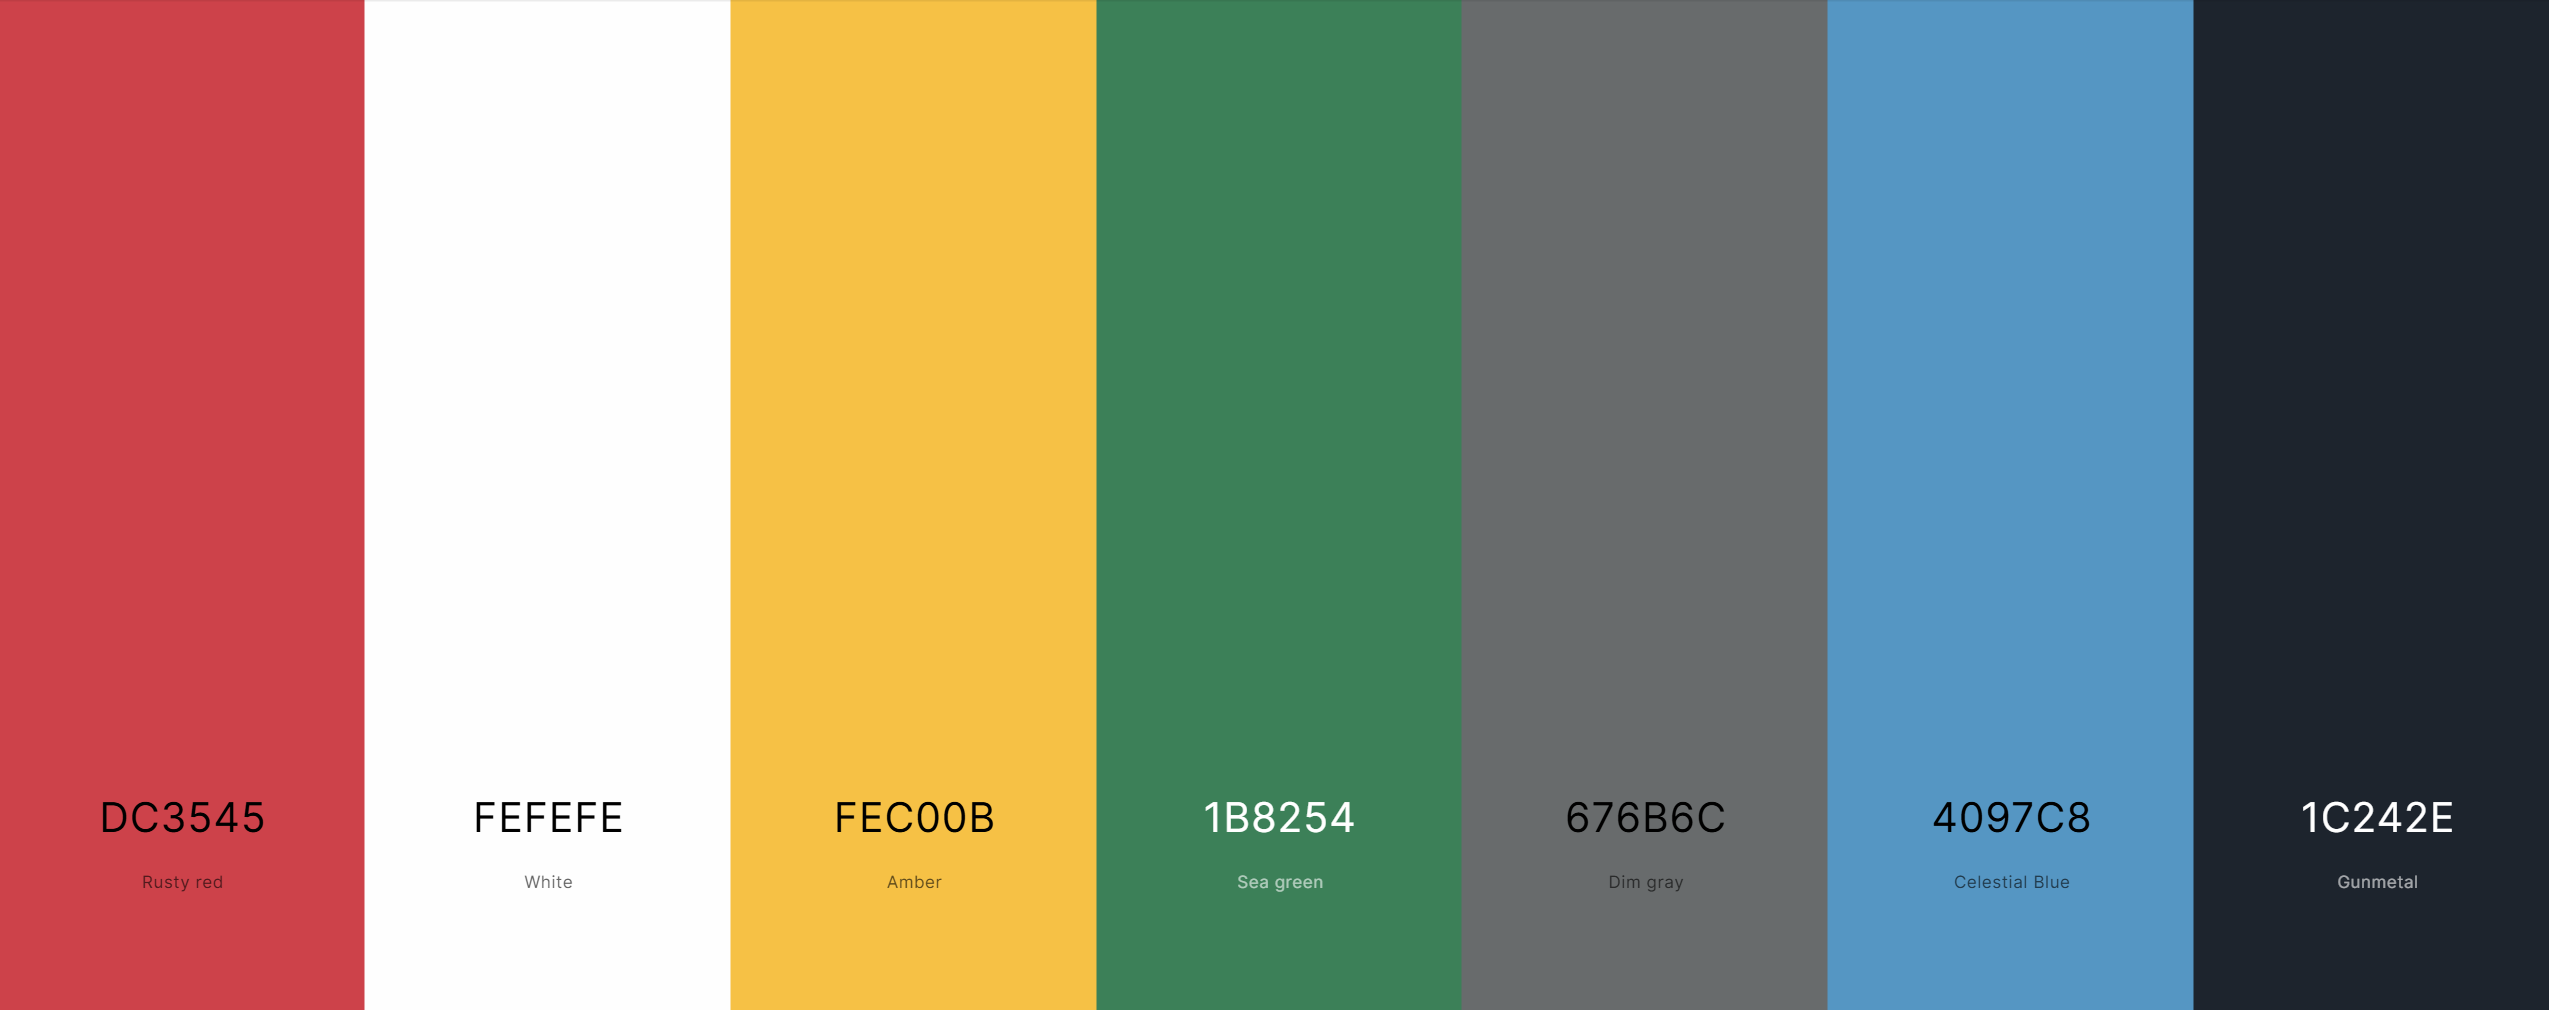 DC3545
Rusty red
FEFEFE
White
FEC00B
Amber
1B8254
Sea green
676B6C
Dim gray
4097C8
Celestial Blue
1C242E
Gunmetal